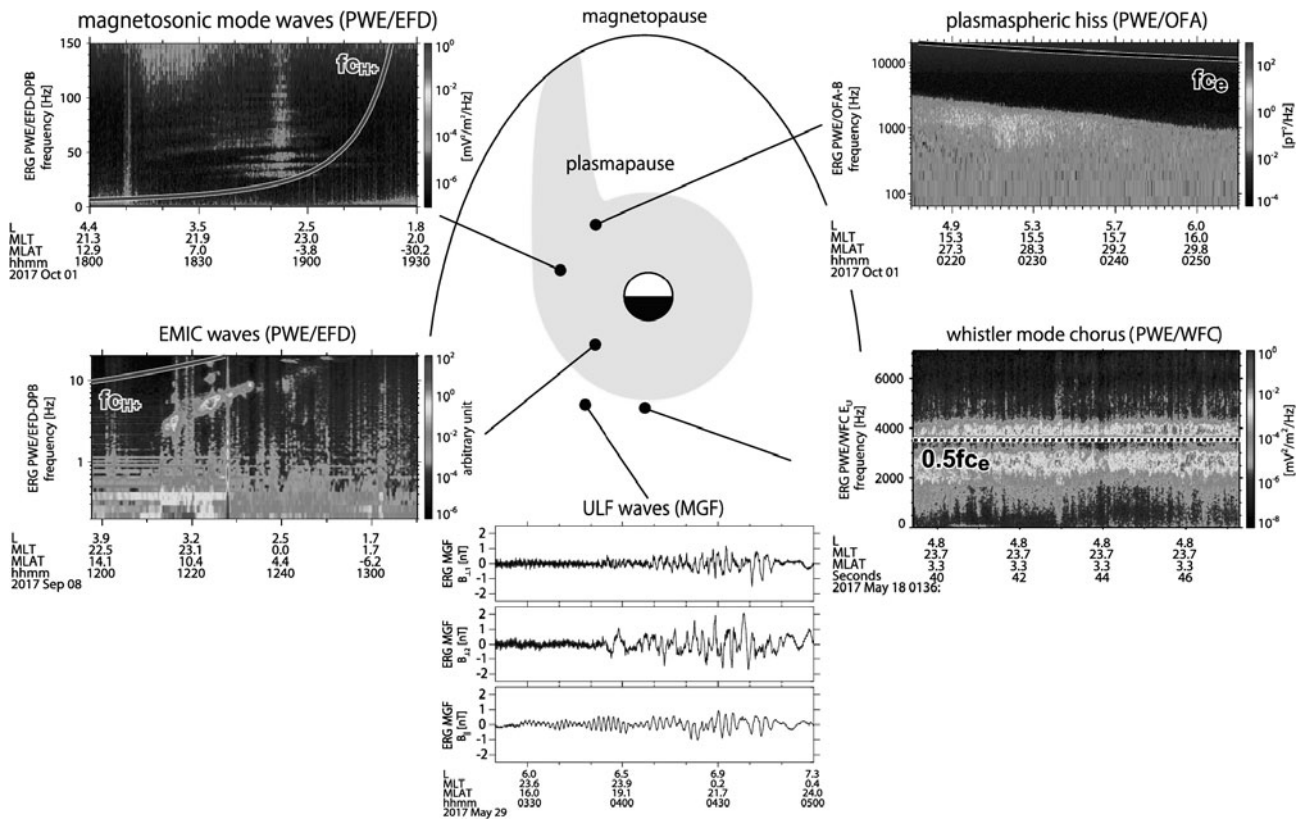 magnetosonic mode waves (PWE/EFD)
ERG PWE/EFD-DPB
frequency [Hz]
150
100
50
0
fcH+
10^0
10^-2
10^-4
10^-6
[mV²/m²/Hz]
L 4.4 3.5 2.5 1.8
MLT 21.3 21.9 23.0 2.0
MLAT 12.9 7.0 -3.8 -30.2
hhmm 1800 1830 1900 1930
2017 Oct 01
magnetopause
plasmapause
plasmaspheric hiss (PWE/OFA)
ERG PWE/OFA-B
frequency [Hz]
10000
1000
100
fce
10^2
10^0
10^-2
10^-4
[pT²/Hz]
L 4.9 5.3 5.7 6.0
MLT 15.3 15.5 15.7 16.0
MLAT 27.3 28.3 29.2 29.8
hhmm 0220 0230 0240 0250
2017 Oct 01
EMIC waves (PWE/EFD)
ERG PWE/EFD-DPB
frequency [Hz]
10
1
fcH+
10^2
10^0
10^-2
10^-4
10^-6
arbitrary unit
L 3.9 3.2 2.5 1.7
MLT 22.5 23.1 0.0 1.7
MLAT 14.1 10.4 4.4 -6.2
hhmm 1200 1220 1240 1300
2017 Sep 08
whistler mode chorus (PWE/WFC)
ERG PWE/WFC EU
frequency [Hz]
6000
4000
2000
0
0.5fce
10^0
10^-2
10^-4
10^-6
10^-8
[mV²/m²/Hz]
L 4.8 4.8 4.8 4.8
MLT 23.7 23.7 23.7 23.7
MLAT 3.3 3.3 3.3 3.3
Seconds 40 42 44 46
2017 May 18 0136:
ULF waves (MGF)
ERG MGF
B⊥1 [nT]
2
1
0
-1
-2
ERG MGF
B⊥2 [nT]
2
1
0
-1
-2
ERG MGF
B|| [nT]
2
1
0
-1
-2
L 6.0 6.5 6.9 7.3
MLT 23.6 23.9 0.2 0.4
MLAT 16.0 19.1 21.7 24.0
hhmm 0330 0400 0430 0500
2017 May 29